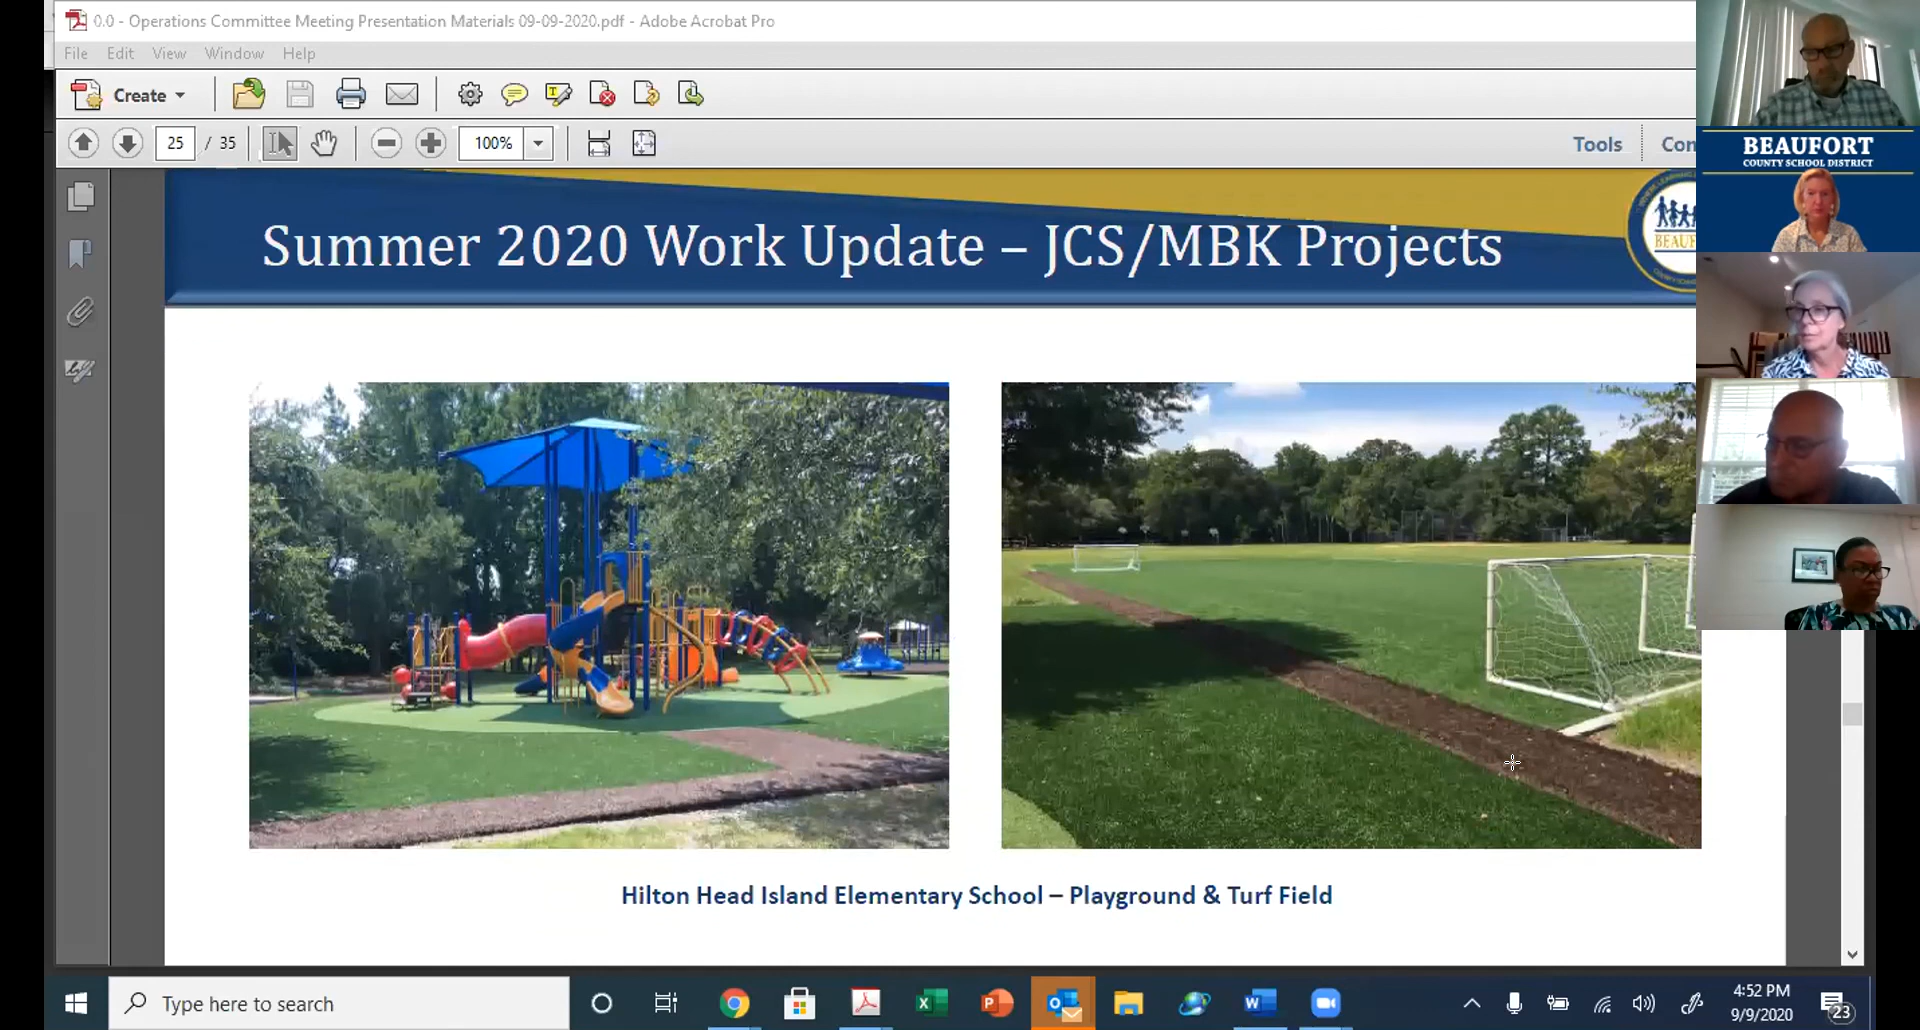 0.0 - Operations Committee Meeting Presentation Materials 09-09-2020.pdf - Adobe Acrobat Pro
File Edit View Window Help
Create
25 / 35 100% Tools
Summer 2020 Work Update – JCS/MBK Projects
BEAUFORT
COUNTY SCHOOL DISTRICT
Hilton Head Island Elementary School – Playground & Turf Field
Type here to search
4:52 PM
9/9/2020
23